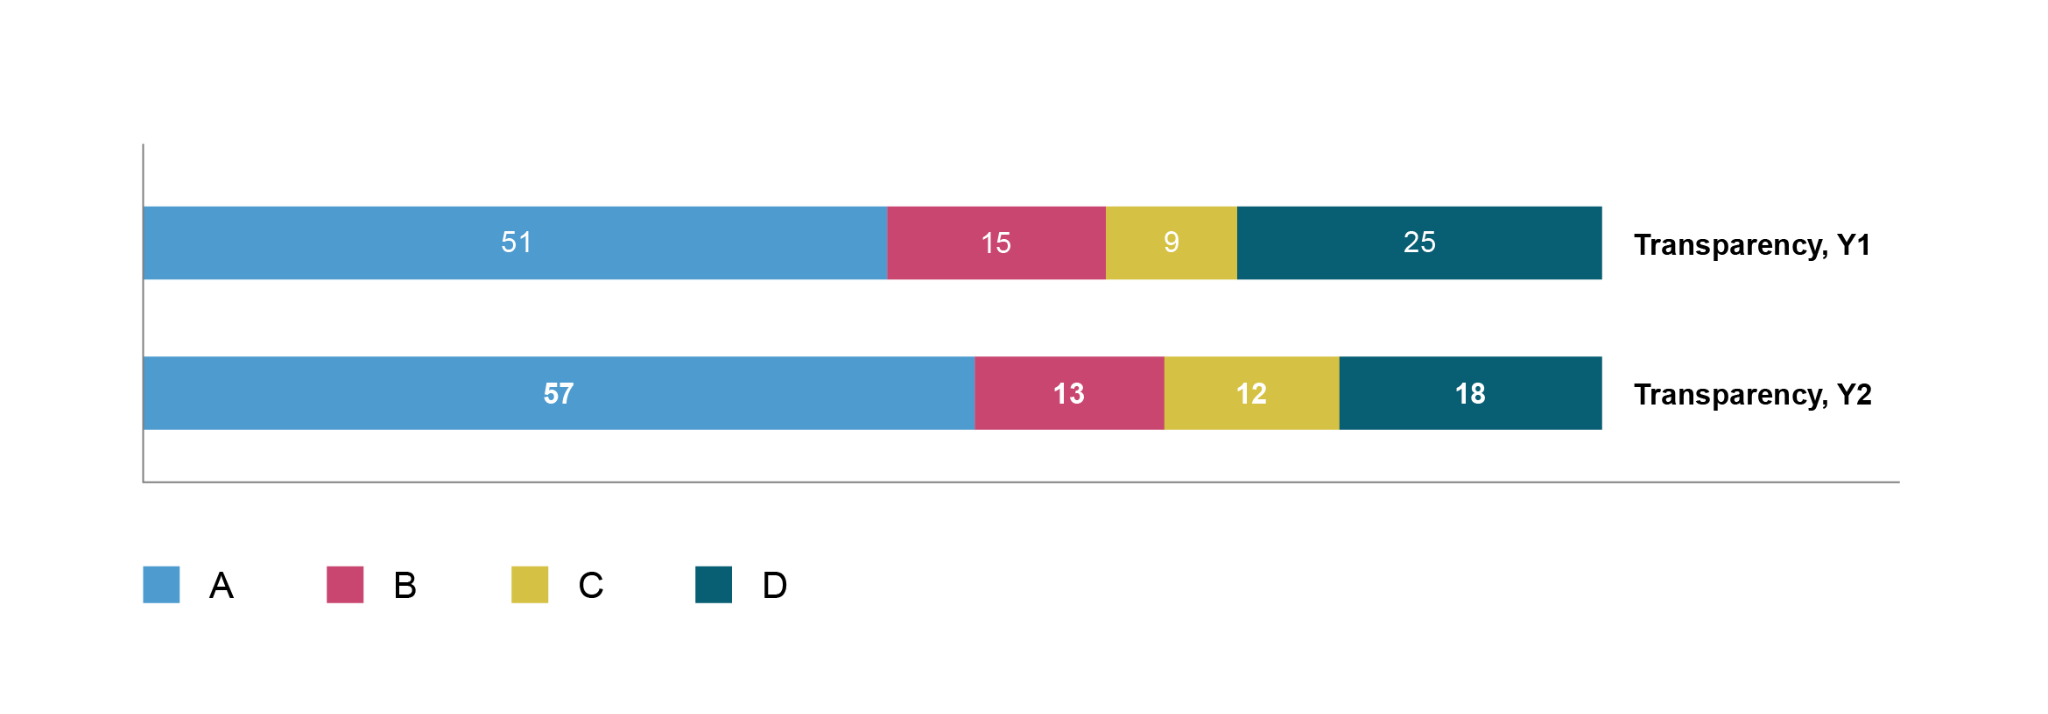 51 15 9 25 Transparency, Y1
57 13 12 18 Transparency, Y2
A B C D